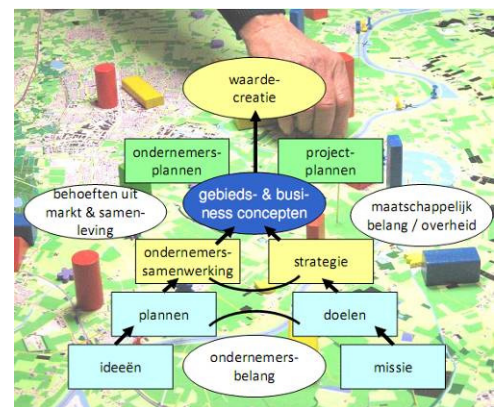 waarde-
creatie
ondernemers-
plannen
project-
plannen
behoeften uit
markt & samen-
leving
gebieds- & busi
ness concepten
maatschappelijk
belang / overheid
ondernemers-
samenwerking
strategie
plannen
doelen
ideeën
ondernemers-
belang
missie